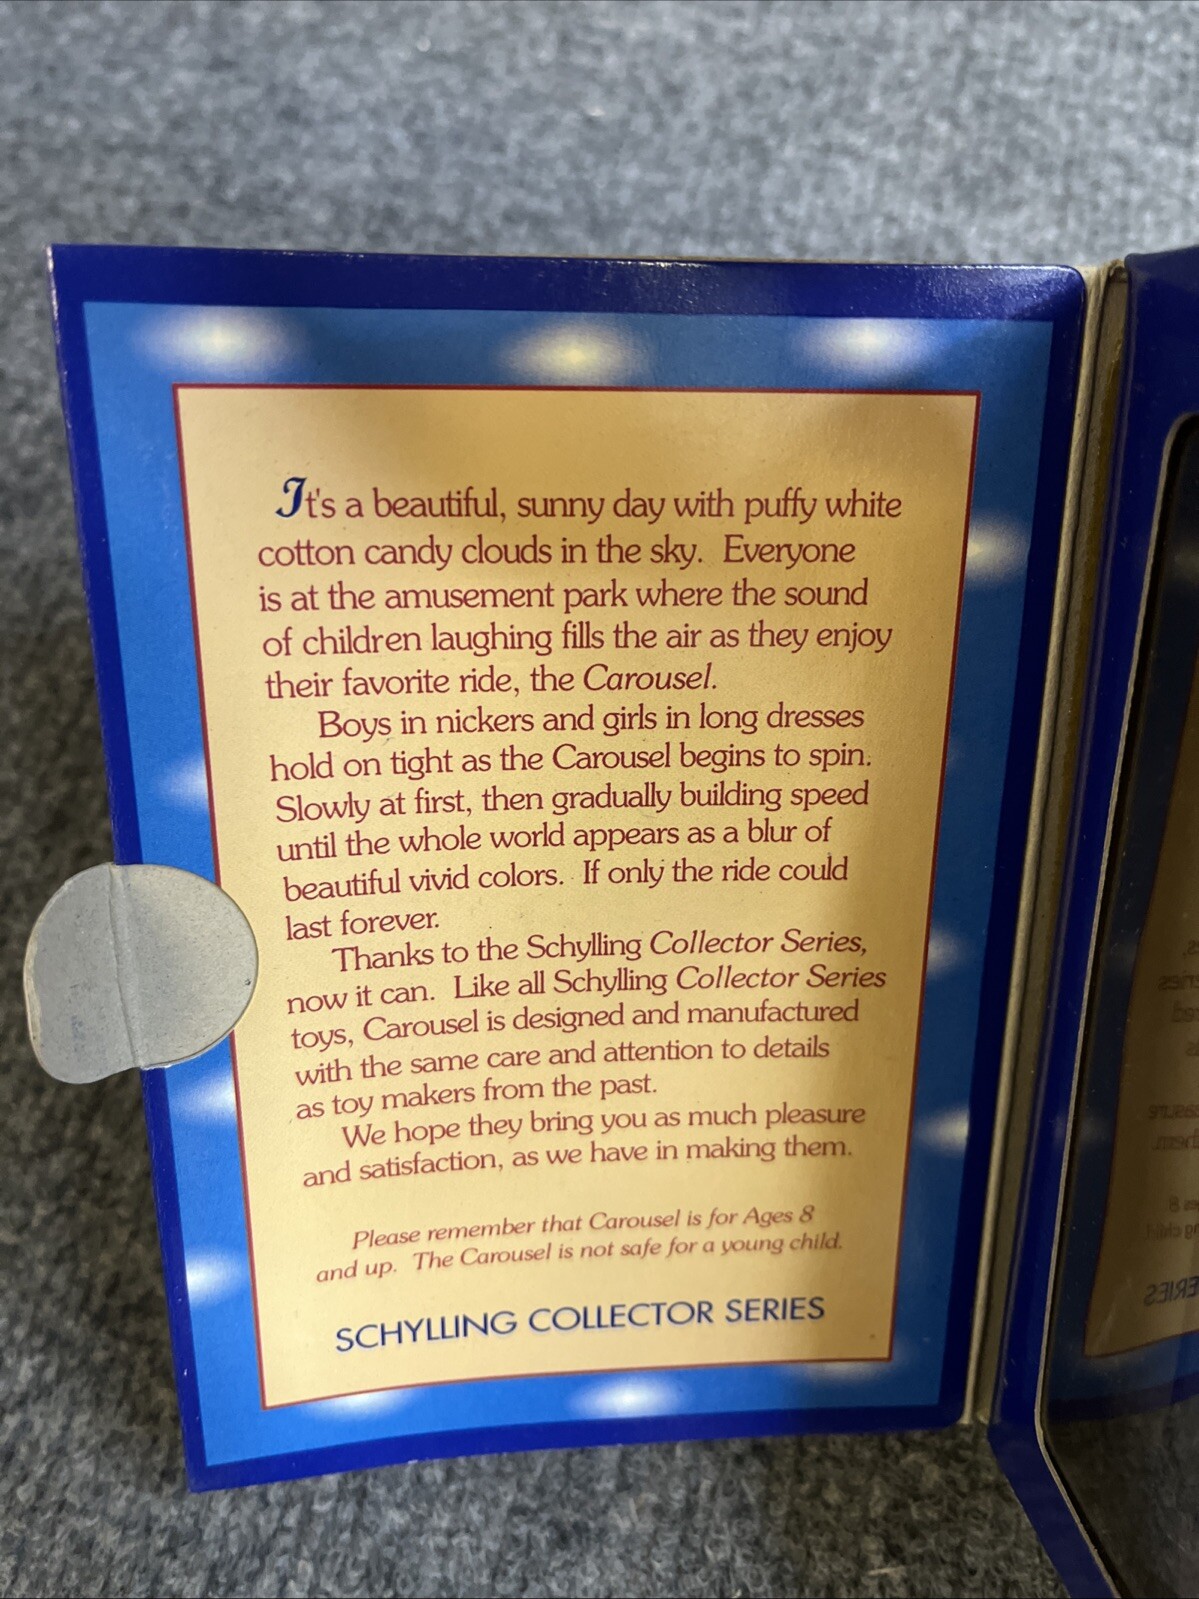 It's a beautiful, sunny day with puffy white
cotton candy clouds in the sky. Everyone
is at the amusement park where the sound
of children laughing fills the air as they enjoy
their favorite ride, the Carousel.
Boys in nickers and girls in long dresses
hold on tight as the Carousel begins to spin.
Slowly at first, then gradually building speed
until the whole world appears as a blur of
beautiful vivid colors. If only the ride could
last forever.
Thanks to the Schylling Collector Series,
now it can. Like all Schylling Collector Series
toys, Carousel is designed and manufactured
with the same care and attention to details
as toy makers from the past.
We hope they bring you as much pleasure
and satisfaction, as we have in making them.
Please remember that Carousel is for Ages 8
and up. The Carousel is not safe for a young child.
SCHYLLING COLLECTOR SERIES